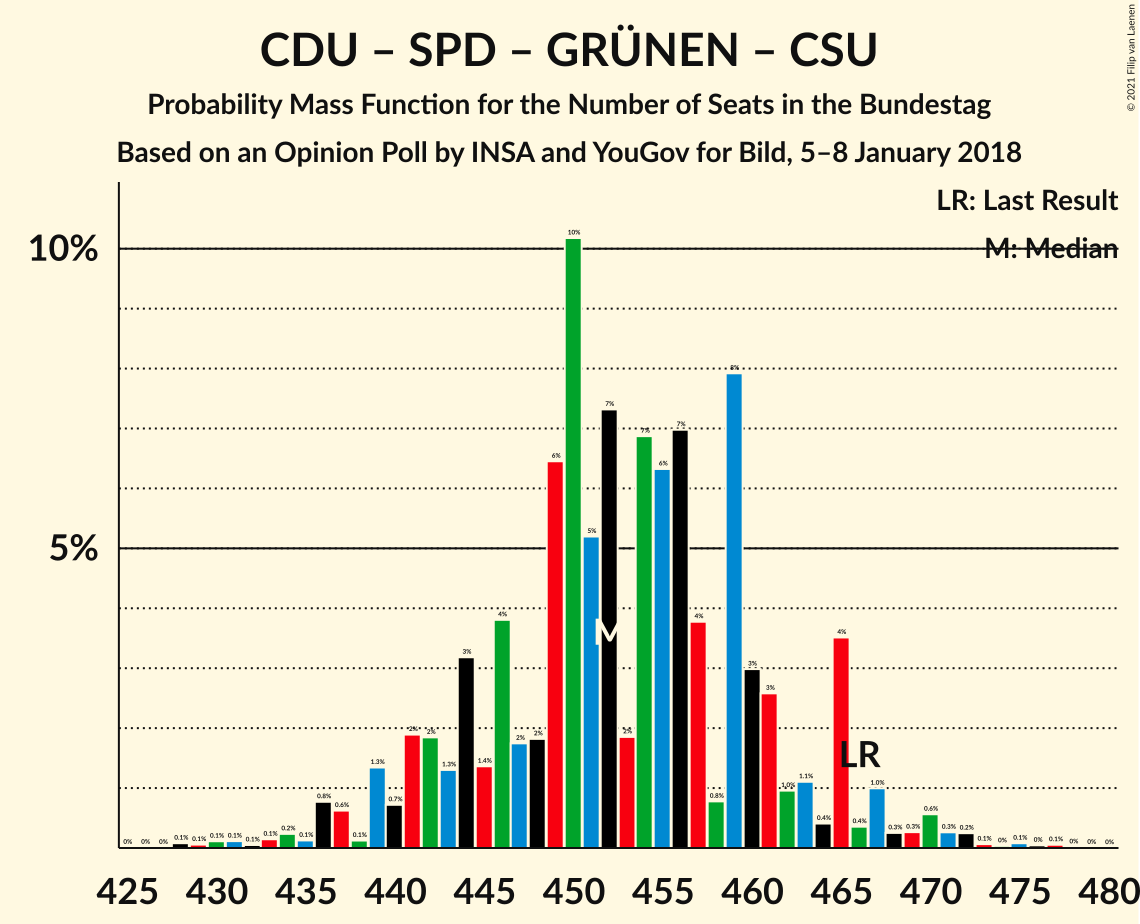 CDU – SPD – GRÜNEN – CSU
Probability Mass Function for the Number of Seats in the Bundestag
Based on an Opinion Poll by INSA and YouGov for Bild, 5–8 January 2018
© 2021 Filip van Laenen
LR: Last Result
M: Median
10%
5%
0% 0% 0% 0.1% 0.1% 0.1% 0.1% 0.1% 0.1% 0.2% 0.1% 0.8% 0.6% 0.1% 1.3% 0.7% 2% 2% 1.3% 3% 1.4% 4% 2% 2% 6% 10% 5% 7% 2% 7% 6% 7% 4% 0.8% 8% 3% 3% 1.0% 1.1% 0.4% 4% 0.4% 1.0% 0.3% 0.3% 0.6% 0.3% 0.2% 0.1% 0% 0.1% 0% 0.1% 0% 0% 0%
M
LR
425 430 435 440 445 450 455 460 465 470 475 480